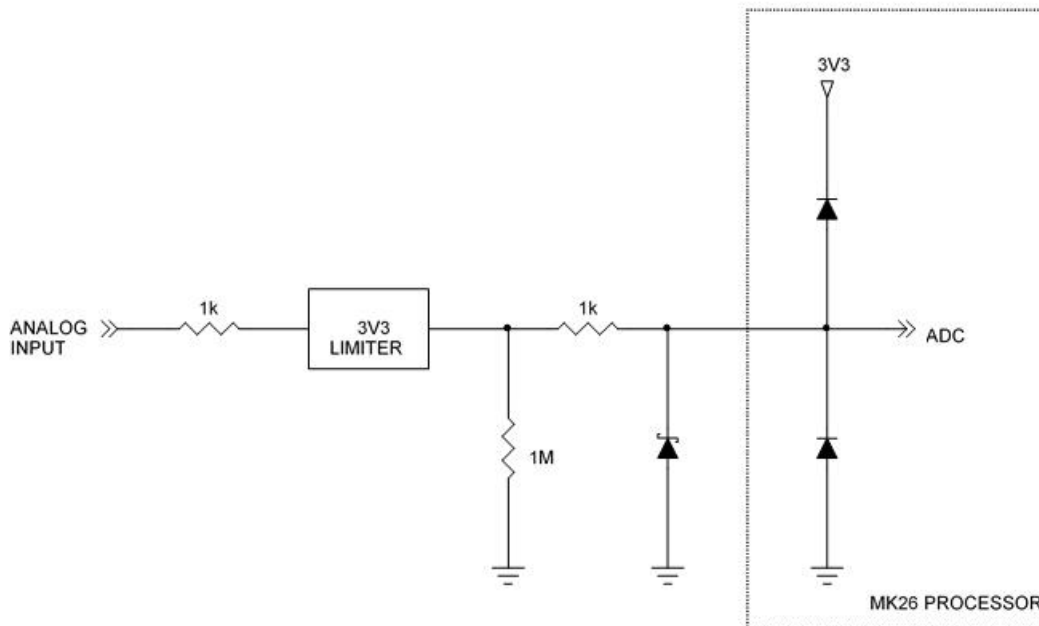 3V3
1k
1k
ANALOG
INPUT
3V3
LIMITER
ADC
1M
MK26 PROCESSOR